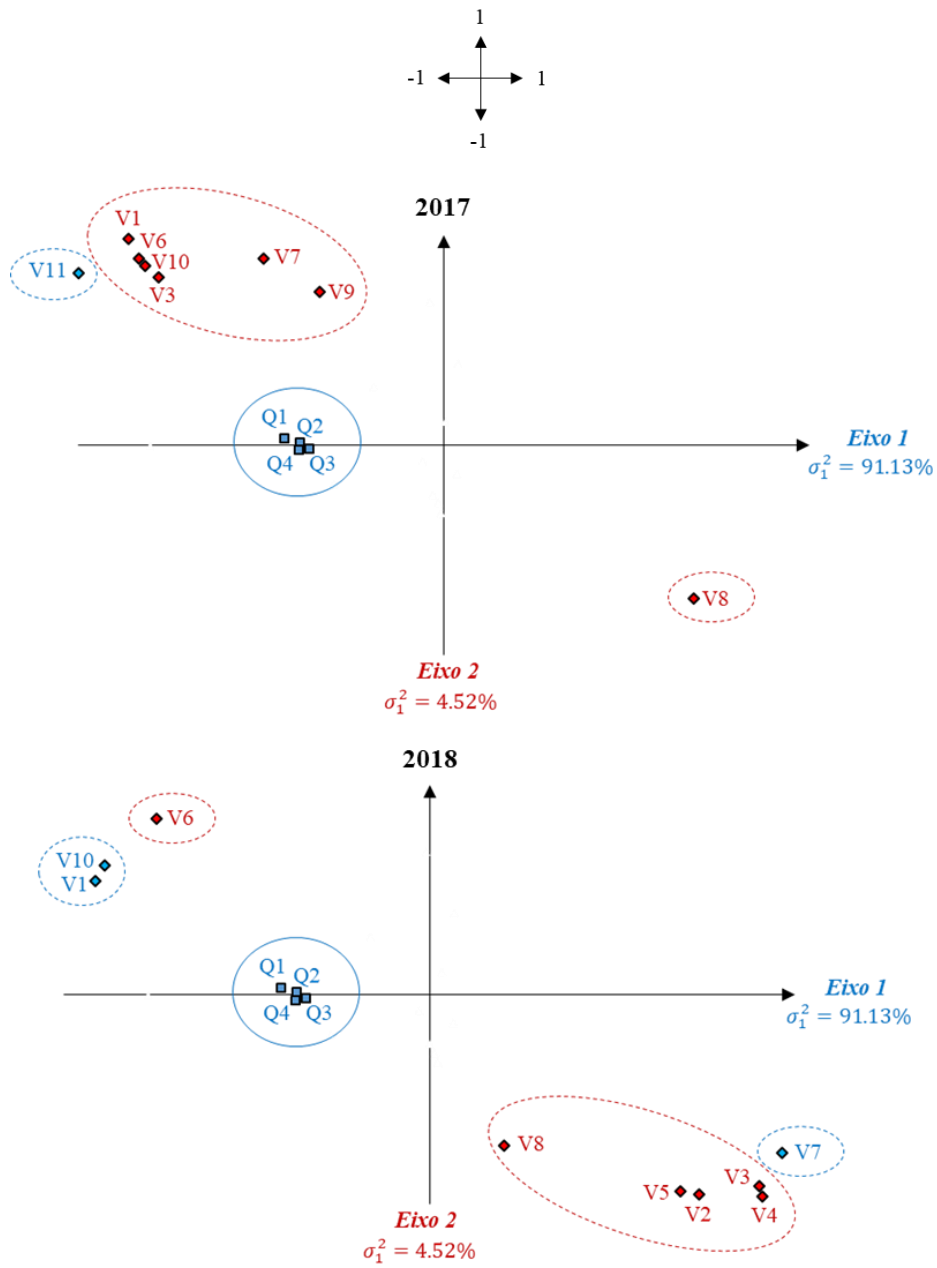 1
-1 1
-1
2017
V1
V6
V10
V3
V11
V7
V9
Q1
Q2
Q4
Q3
Eixo 1
σ₁² = 91.13%
V8
Eixo 2
σ₁² = 4.52%
2018
V6
V10
V1
Q1
Q2
Q4
Q3
Eixo 1
σ₁² = 91.13%
V8
V7
V5
V2
V3
V4
Eixo 2
σ₁² = 4.52%